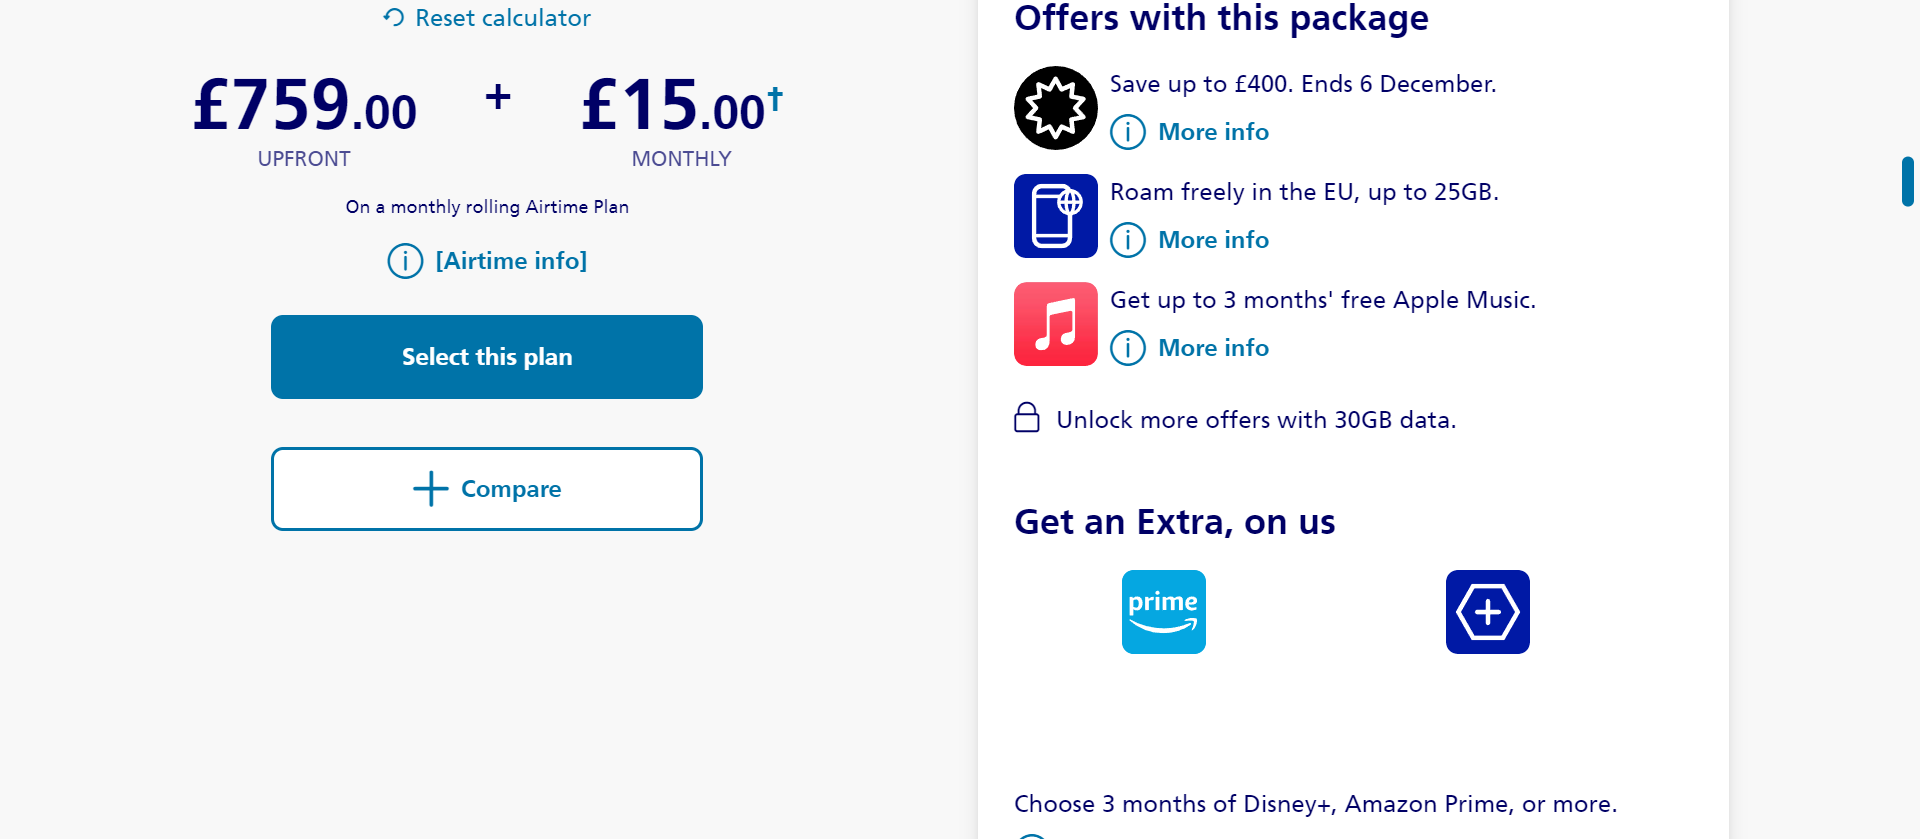 Reset calculator
£759.00
+
£15.00†
UPFRONT
MONTHLY
On a monthly rolling Airtime Plan
[Airtime info]
Select this plan
Compare
Offers with this package
Save up to £400. Ends 6 December.
More info
Roam freely in the EU, up to 25GB.
More info
Get up to 3 months' free Apple Music.
More info
Unlock more offers with 30GB data.
Get an Extra, on us
prime
Choose 3 months of Disney+, Amazon Prime, or more.